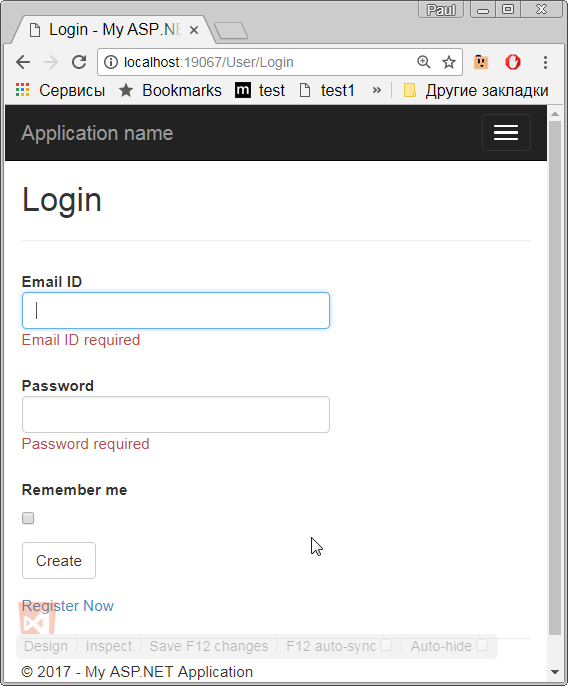 Paul
Login - My ASP.NE
localhost:19067/User/Login
Сервисы Bookmarks m test test1 » Другие закладки
Application name
Login
Email ID
Email ID required
Password
Password required
Remember me
Create
Register Now
Design Inspect Save F12 changes F12 auto-sync Auto-hide
© 2017 - My ASP.NET Application